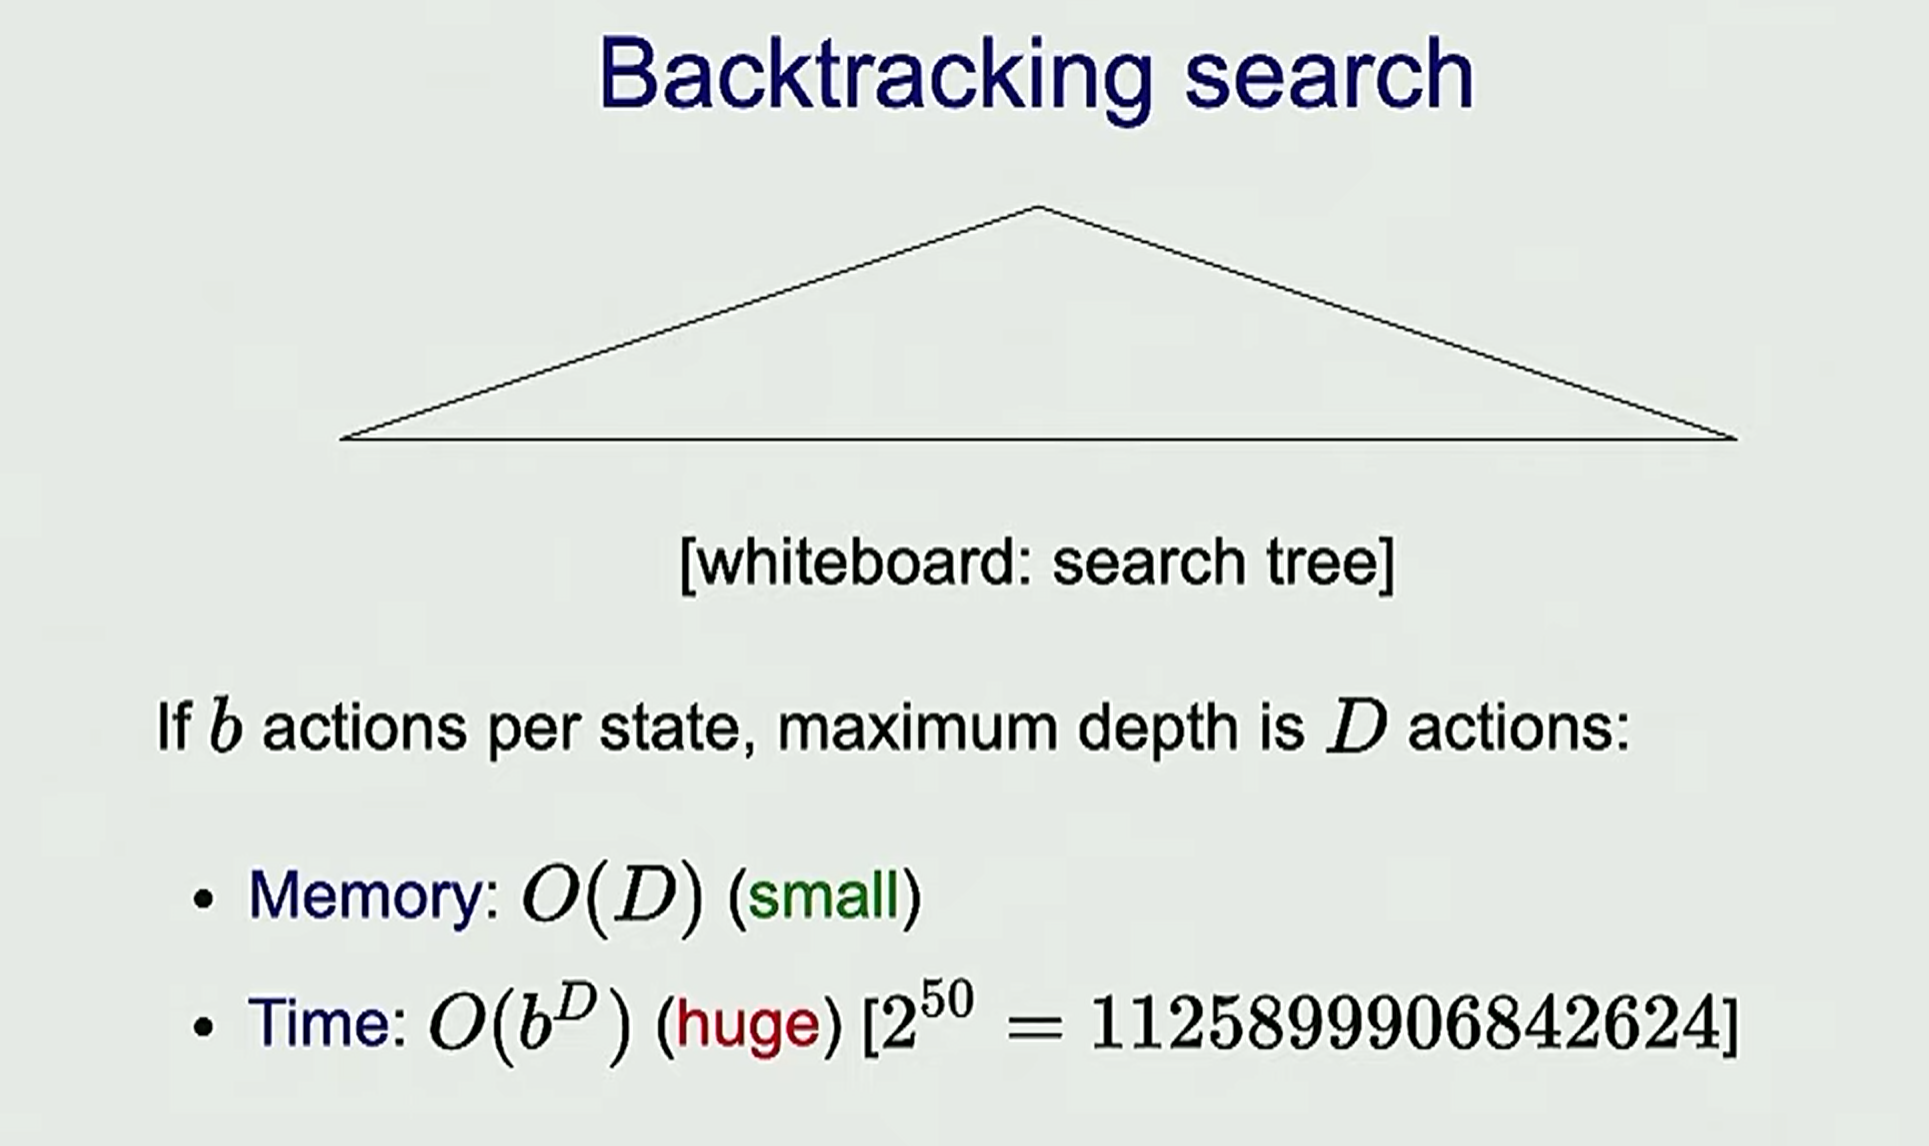 Backtracking search
[whiteboard: search tree]
If b actions per state, maximum depth is D actions:
• Memory: O(D) (small)
• Time: O(b^D) (huge) [2^50 = 1125899906842624]